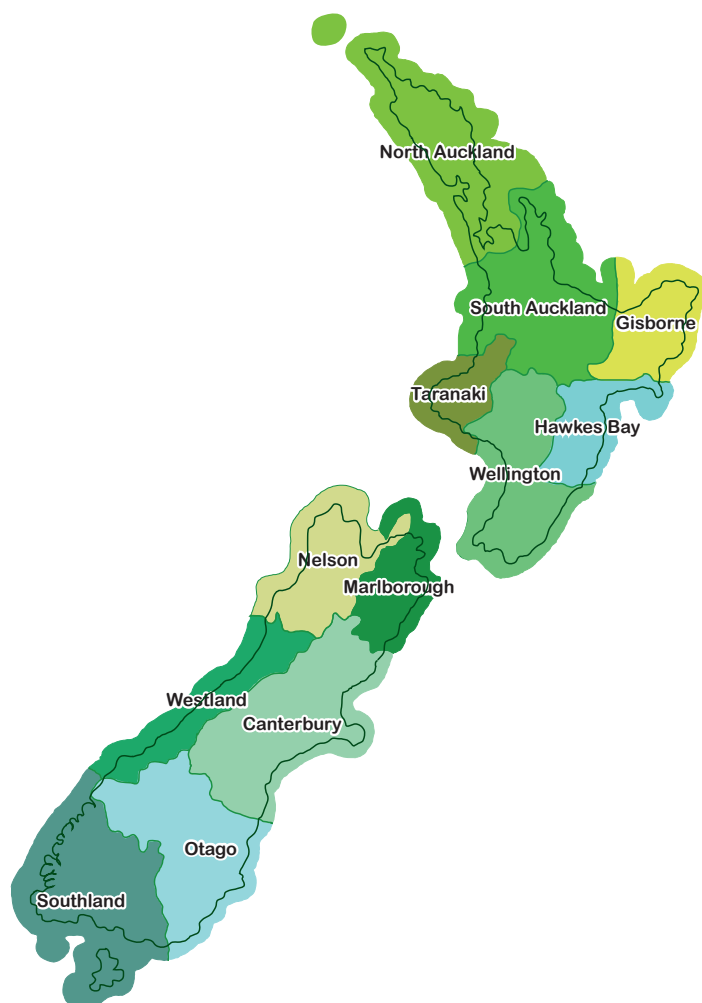 North Auckland
South Auckland
Gisborne
Taranaki
Hawkes Bay
Wellington
Nelson
Marlborough
Westland
Canterbury
Otago
Southland